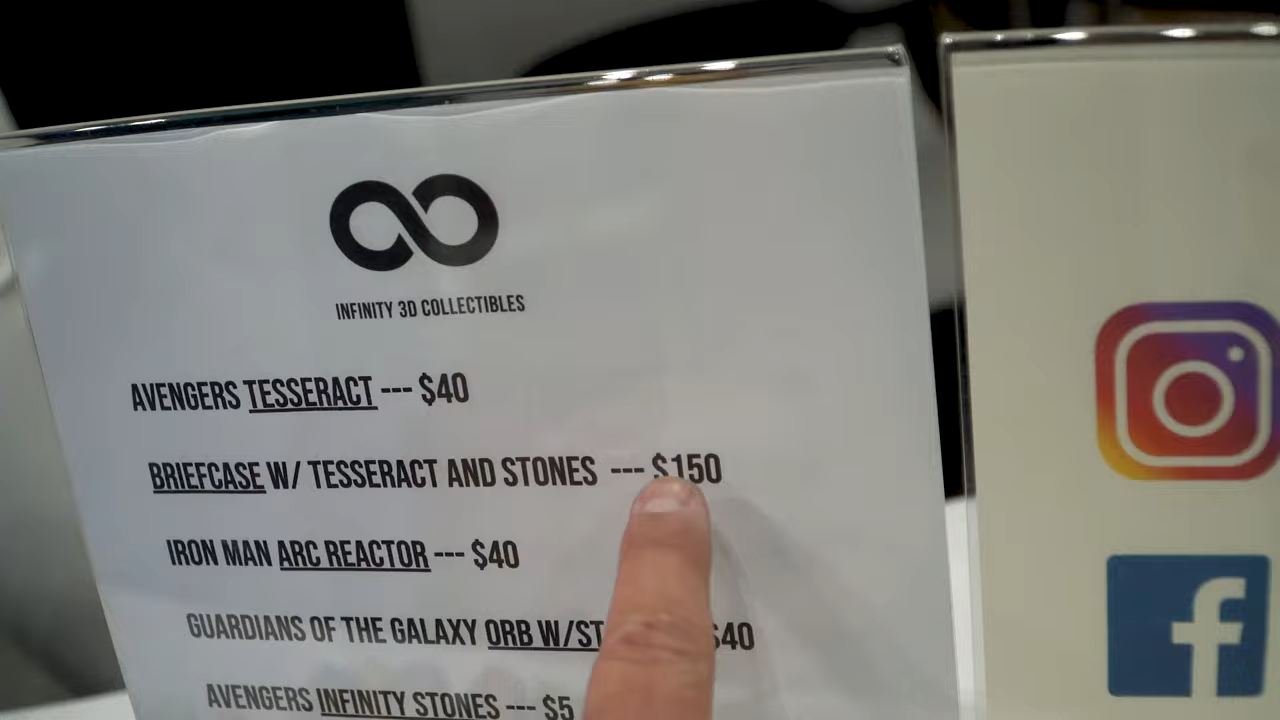 INFINITY 3D COLLECTIBLES
AVENGERS TESSERACT --- $40
BRIEFCASE W/ TESSERACT AND STONES --- $150
IRON MAN ARC REACTOR --- $40
GUARDIANS OF THE GALAXY ORB W/ $40
AVENGERS INFINITY STONES --- $5